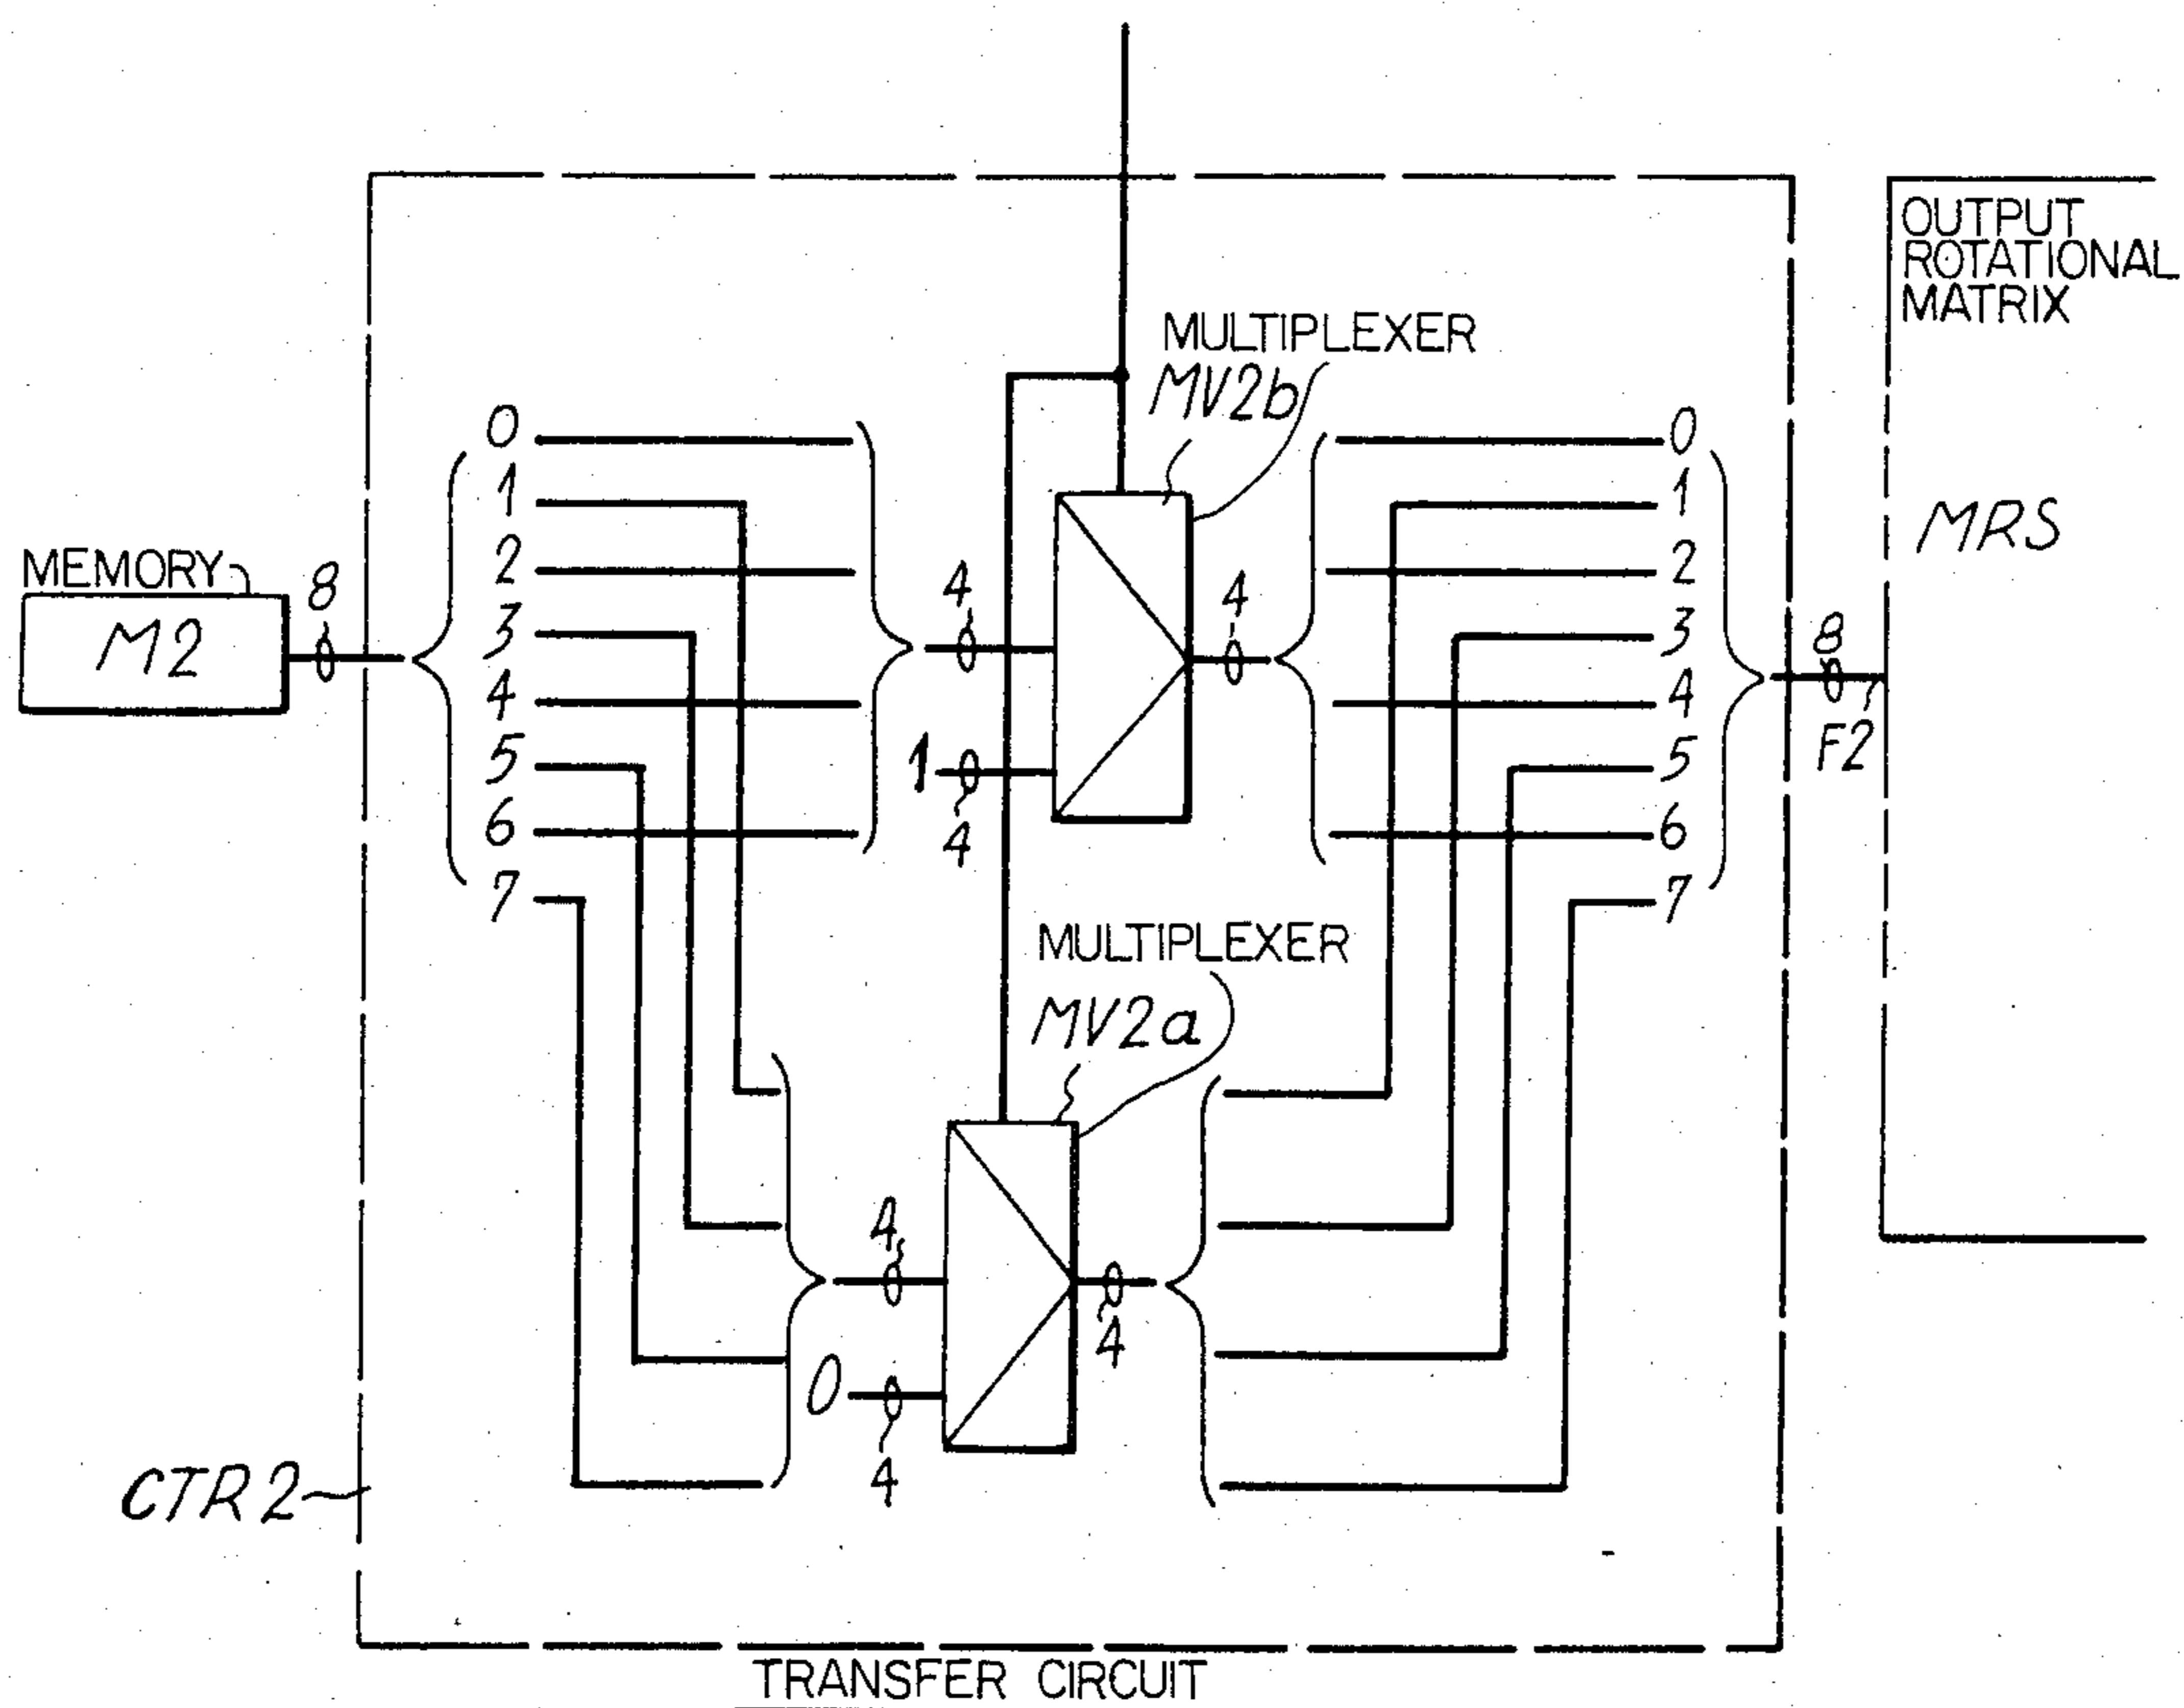 OUTPUT
ROTATIONAL
MATRIX
MRS
MULTIPLEXER
MV2b
MEMORY
M2
8
0
1
2
3
4
5
6
7
4
1
4
4
0
1
2
3
4
5
6
7
8
F2
MULTIPLEXER
MV2a
4
0
4
4
CTR2
TRANSFER CIRCUIT